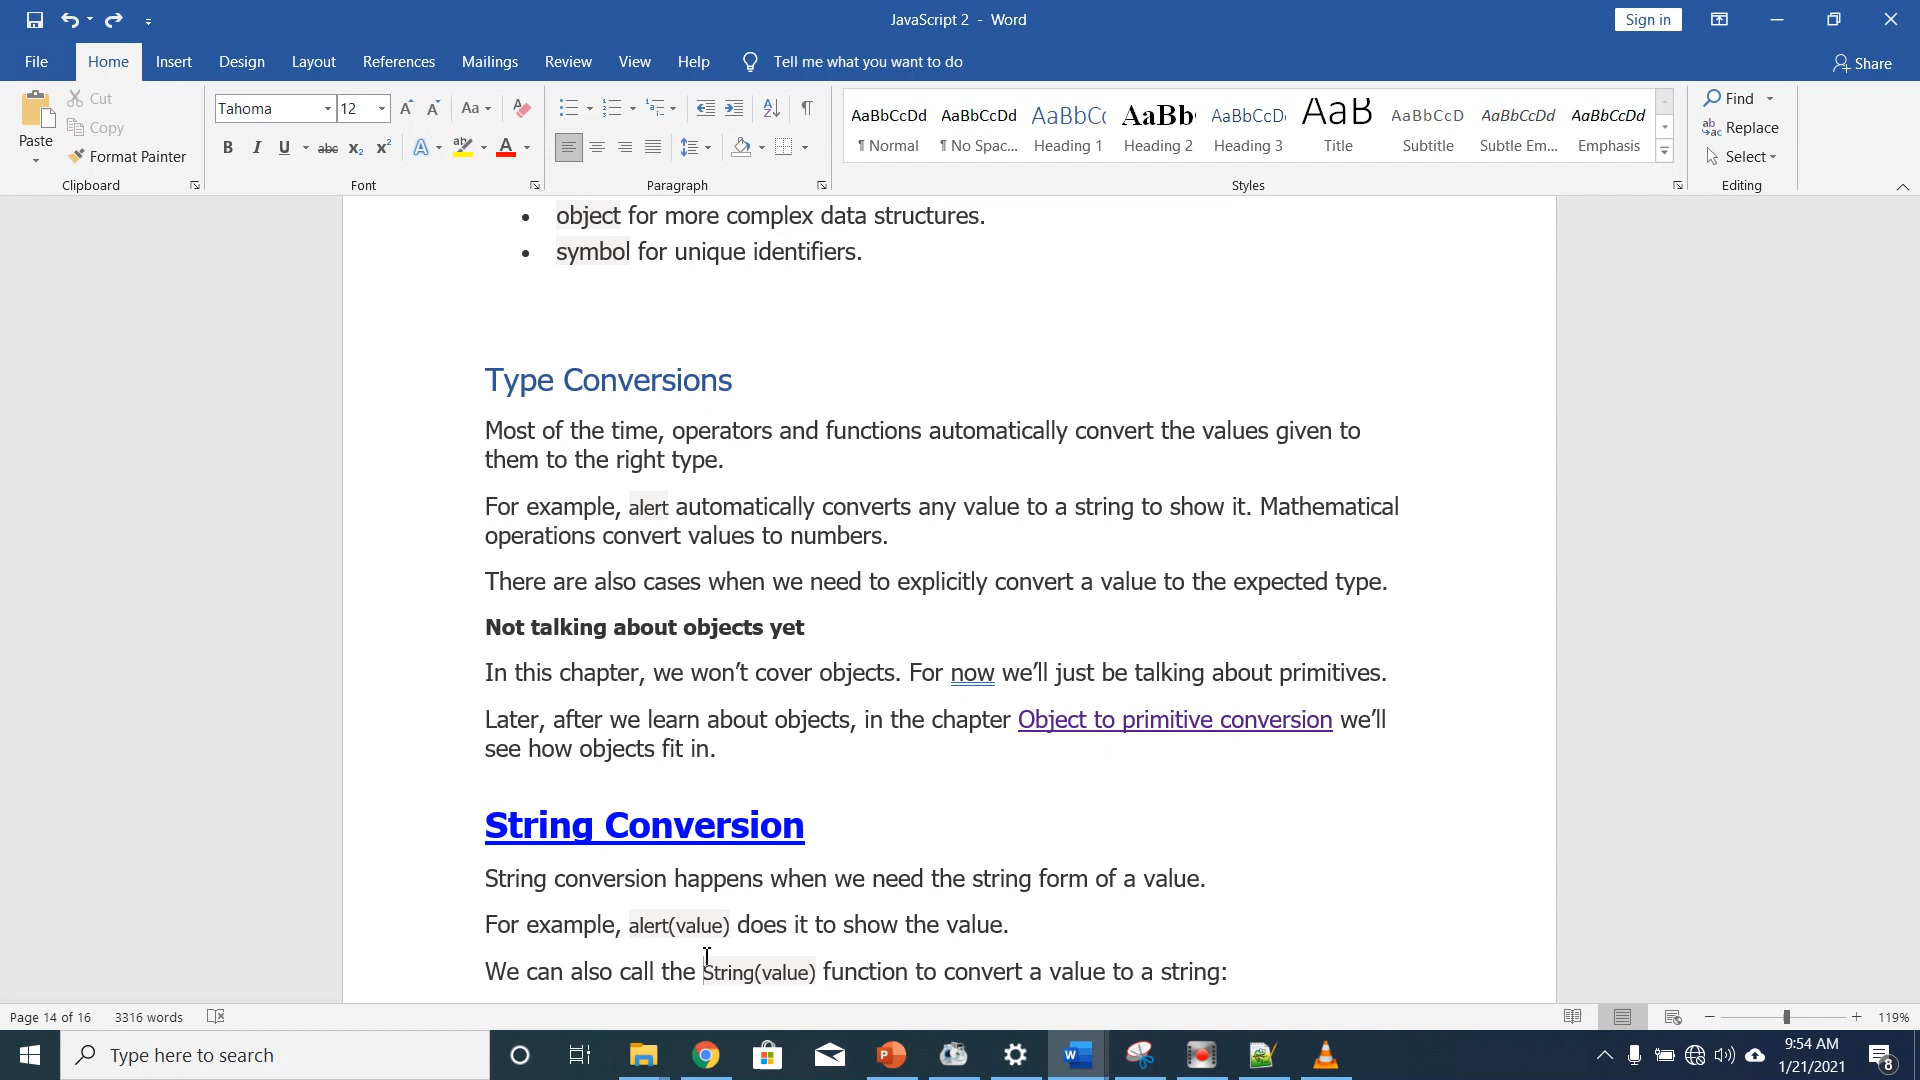 JavaScript 2 - Word
Sign in
File Home Insert Design Layout References Mailings Review View Help Tell me what you want to do
Share
Paste
Cut
Copy
Format Painter
Clipboard
Tahoma 12
Aa
B I U abc x₂ x² A ab A
Font
Paragraph
AaBbCcDd AaBbCcDd AaBbCc AaBb AaBbCcD AaB AaBbCcD AaBbCcDd AaBbCcDd
¶ Normal ¶ No Spac... Heading 1 Heading 2 Heading 3 Title Subtitle Subtle Em... Emphasis
Styles
Find
Replace
Select
Editing
• object for more complex data structures.
• symbol for unique identifiers.
Type Conversions
Most of the time, operators and functions automatically convert the values given to
them to the right type.
For example, alert automatically converts any value to a string to show it. Mathematical
operations convert values to numbers.
There are also cases when we need to explicitly convert a value to the expected type.
Not talking about objects yet
In this chapter, we won’t cover objects. For now we’ll just be talking about primitives.
Later, after we learn about objects, in the chapter Object to primitive conversion we’ll
see how objects fit in.
String Conversion
String conversion happens when we need the string form of a value.
For example, alert(value) does it to show the value.
We can also call the String(value) function to convert a value to a string:
Page 14 of 16 3316 words
119%
Type here to search
9:54 AM
1/21/2021
8